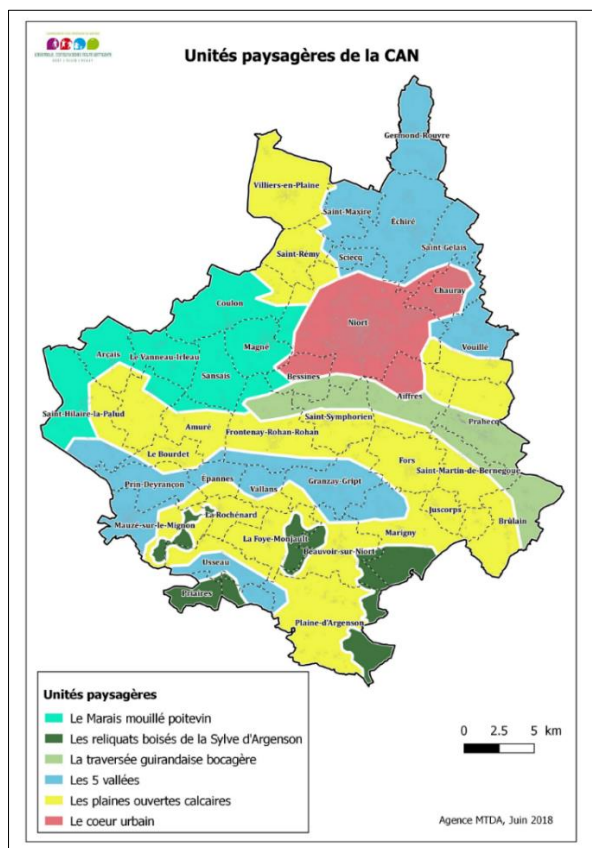 Unités paysagères de la CAN
Germond-Rouvre
Villiers-en-Plaine
Saint-Maxire
Echiré
Saint-Gelais
Saint-Rémy
Sciecq
Chauray
Coulon
Niort
Magné
Vouillé
Arçais
Le Vanneau-Irleau
Sansais
Bessines
Aiffres
Saint-Hilaire-la-Palud
Saint-Symphorien
Prahecq
Amuré
Frontenay-Rohan-Rohan
Le Bourdet
Fors
Saint-Martin-de-Bernegoue
Prin-Deyrançon
Epannes
Vallans
Granzay-Gript
Juscorps
Brûlain
Mauzé-sur-le-Mignon
La Rochénard
Marigny
La Foye-Monjault
Beauvoir-sur-Niort
Usseau
Priaires
Plaine-d'Argenson
Unités paysagères
Le Marais mouillé poitevin
Les reliquats boisés de la Sylve d'Argenson
La traversée guirandaise bocagère
Les 5 vallées
Les plaines ouvertes calcaires
Le coeur urbain
0 2.5 5 km
Agence MTDA, Juin 2018